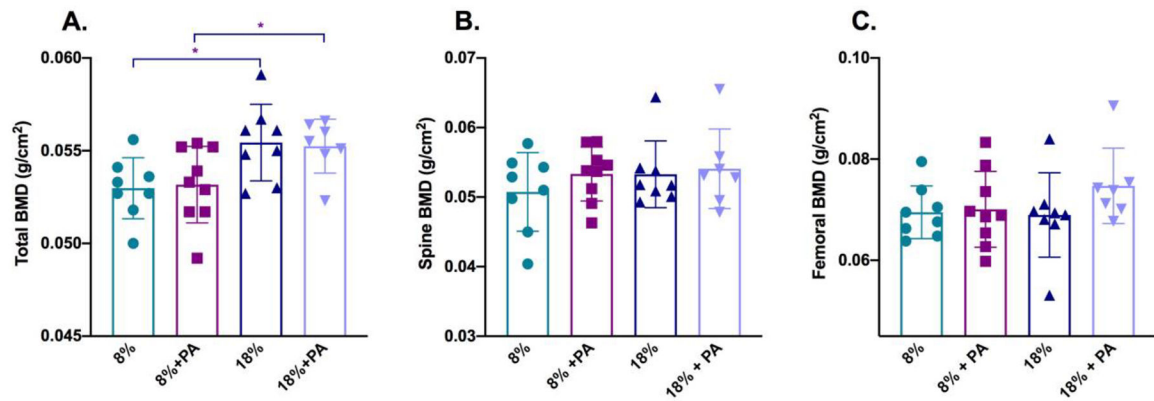 A.
* 
*
Total BMD (g/cm²)
0.060
0.055
0.050
0.045
8%
8%+PA
18%
18%+PA
B.
Spine BMD (g/cm²)
0.07
0.06
0.05
0.04
0.03
8%
8% +PA
18%
18% + PA
C.
Femoral BMD (g/cm²)
0.10
0.08
0.06
8%
8% + PA
18%
18% + PA